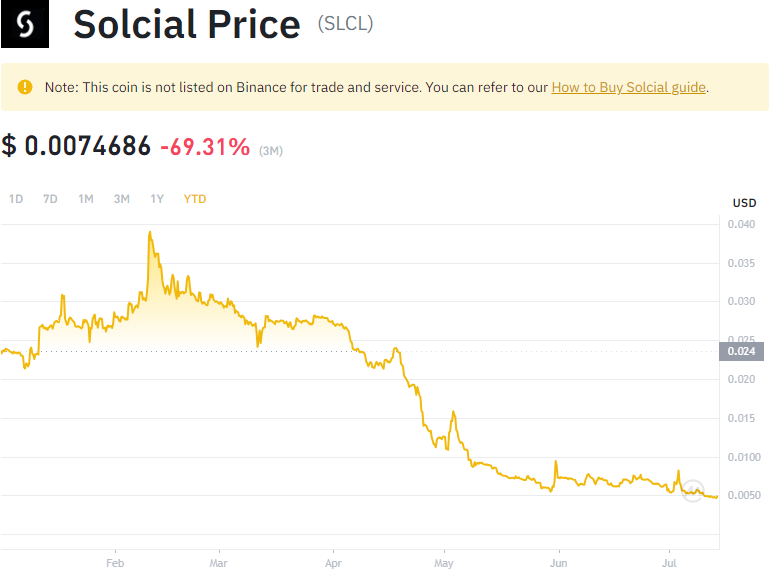 Solcial Price (SLCL)
Note: This coin is not listed on Binance for trade and service. You can refer to our How to Buy Solcial guide.
$ 0.0074686 -69.31% (3M)
1D 7D 1M 3M 1Y YTD
USD
0.040
0.035
0.030
0.025
0.024
0.020
0.015
0.0100
0.0050
Feb Mar Apr May Jun Jul